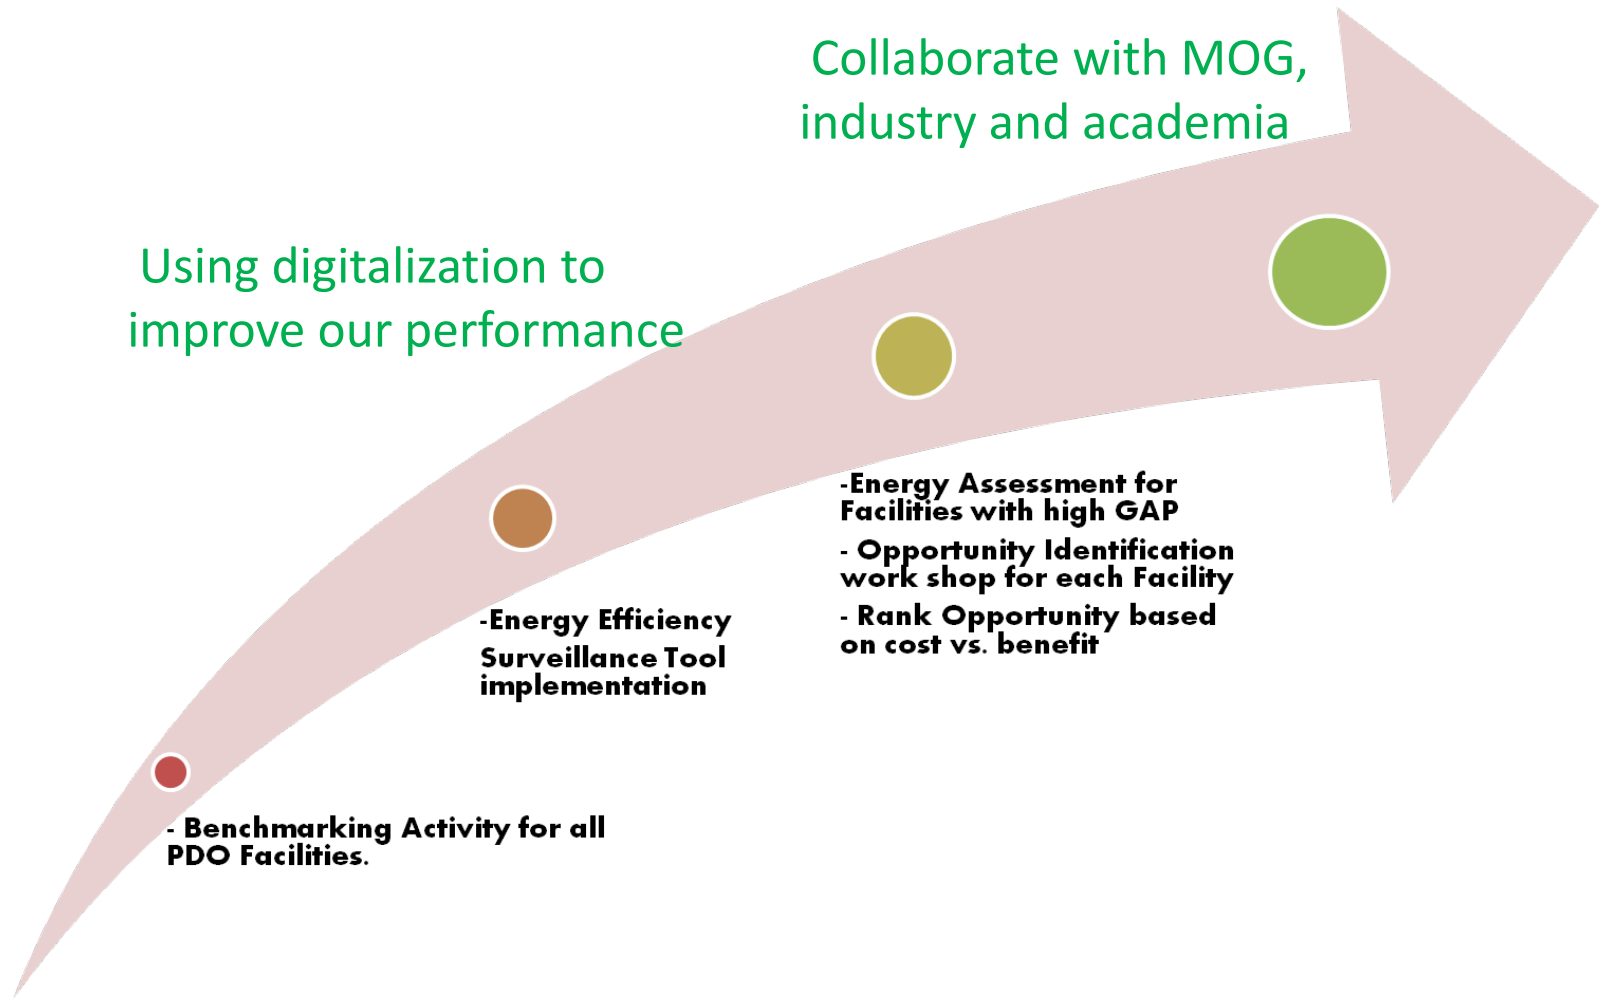 Collaborate with MOG,
industry and academia
Using digitalization to
improve our performance
-Energy Assessment for
Facilities with high GAP
- Opportunity Identification
work shop for each Facility
- Rank Opportunity based
on cost vs. benefit
-Energy Efficiency
Surveillance Tool
implementation
- Benchmarking Activity for all
PDO Facilities.